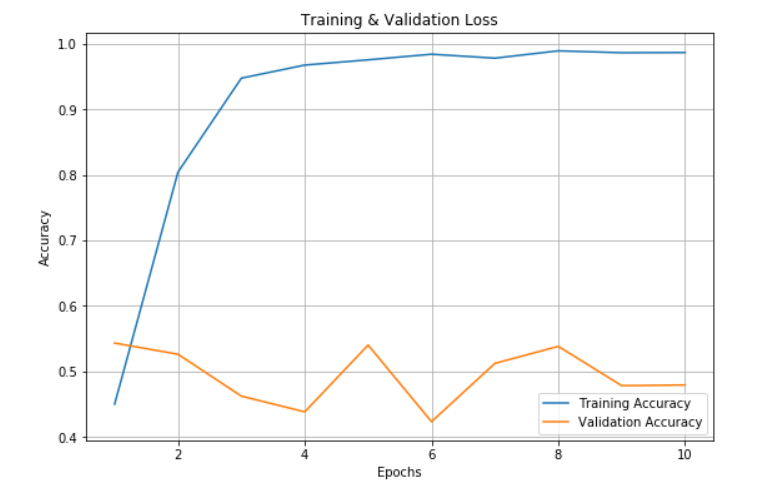 Training & Validation Loss
1.0
0.9
0.8
0.7
0.6
0.5
0.4
Accuracy
Training Accuracy
Validation Accuracy
2 4 6 8 10
Epochs